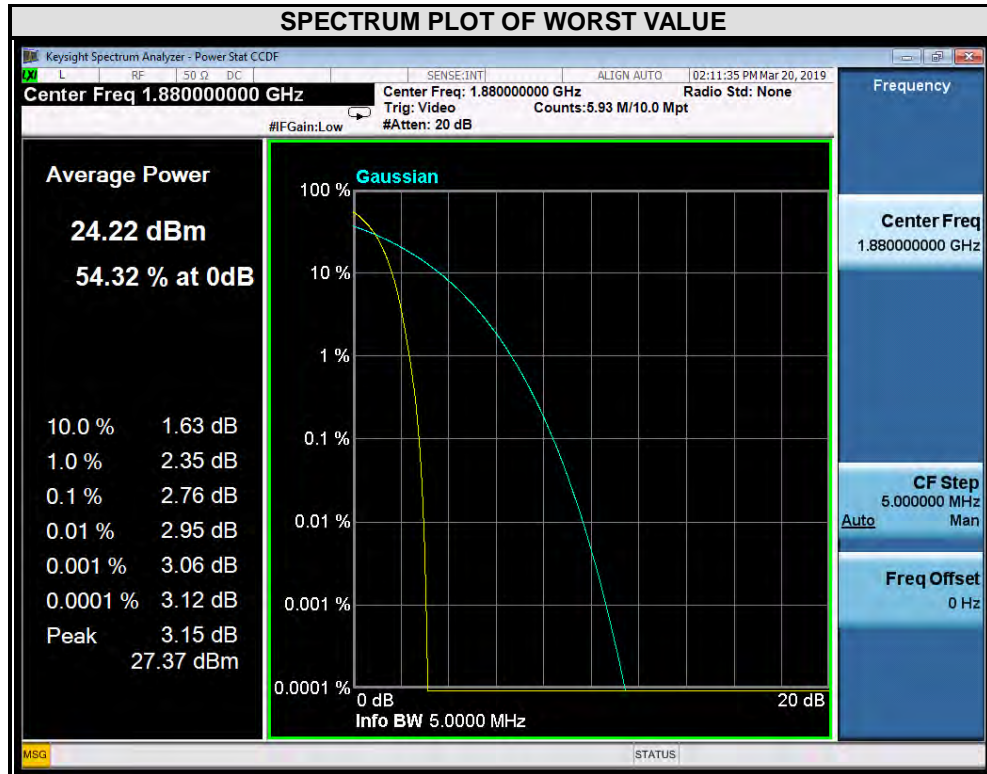 SPECTRUM PLOT OF WORST VALUE
Keysight Spectrum Analyzer - Power Stat CCDF
LXI L RF 50 Ω DC SENSE:INT ALIGN AUTO 02:11:35 PM Mar 20, 2019
Center Freq 1.880000000 GHz
Center Freq: 1.880000000 GHz Radio Std: None
Trig: Video Counts:5.93 M/10.0 Mpt
#IFGain:Low #Atten: 20 dB
Frequency
Average Power
24.22 dBm
54.32 % at 0dB
10.0 % 1.63 dB
1.0 % 2.35 dB
0.1 % 2.76 dB
0.01 % 2.95 dB
0.001 % 3.06 dB
0.0001 % 3.12 dB
Peak 3.15 dB
27.37 dBm
Gaussian
100 %
10 %
1 %
0.1 %
0.01 %
0.001 %
0.0001 %
0 dB 20 dB
Info BW 5.0000 MHz
Center Freq
1.880000000 GHz
CF Step
5.000000 MHz
Auto Man
Freq Offset
0 Hz
MSG STATUS